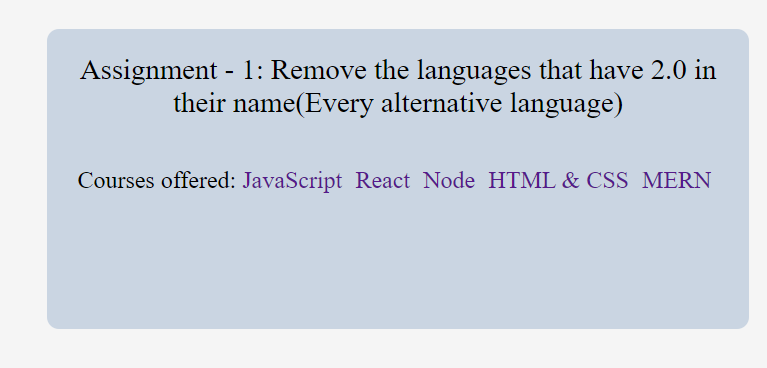 Assignment - 1: Remove the languages that have 2.0 in
their name(Every alternative language)
Courses offered: JavaScript React Node HTML & CSS MERN